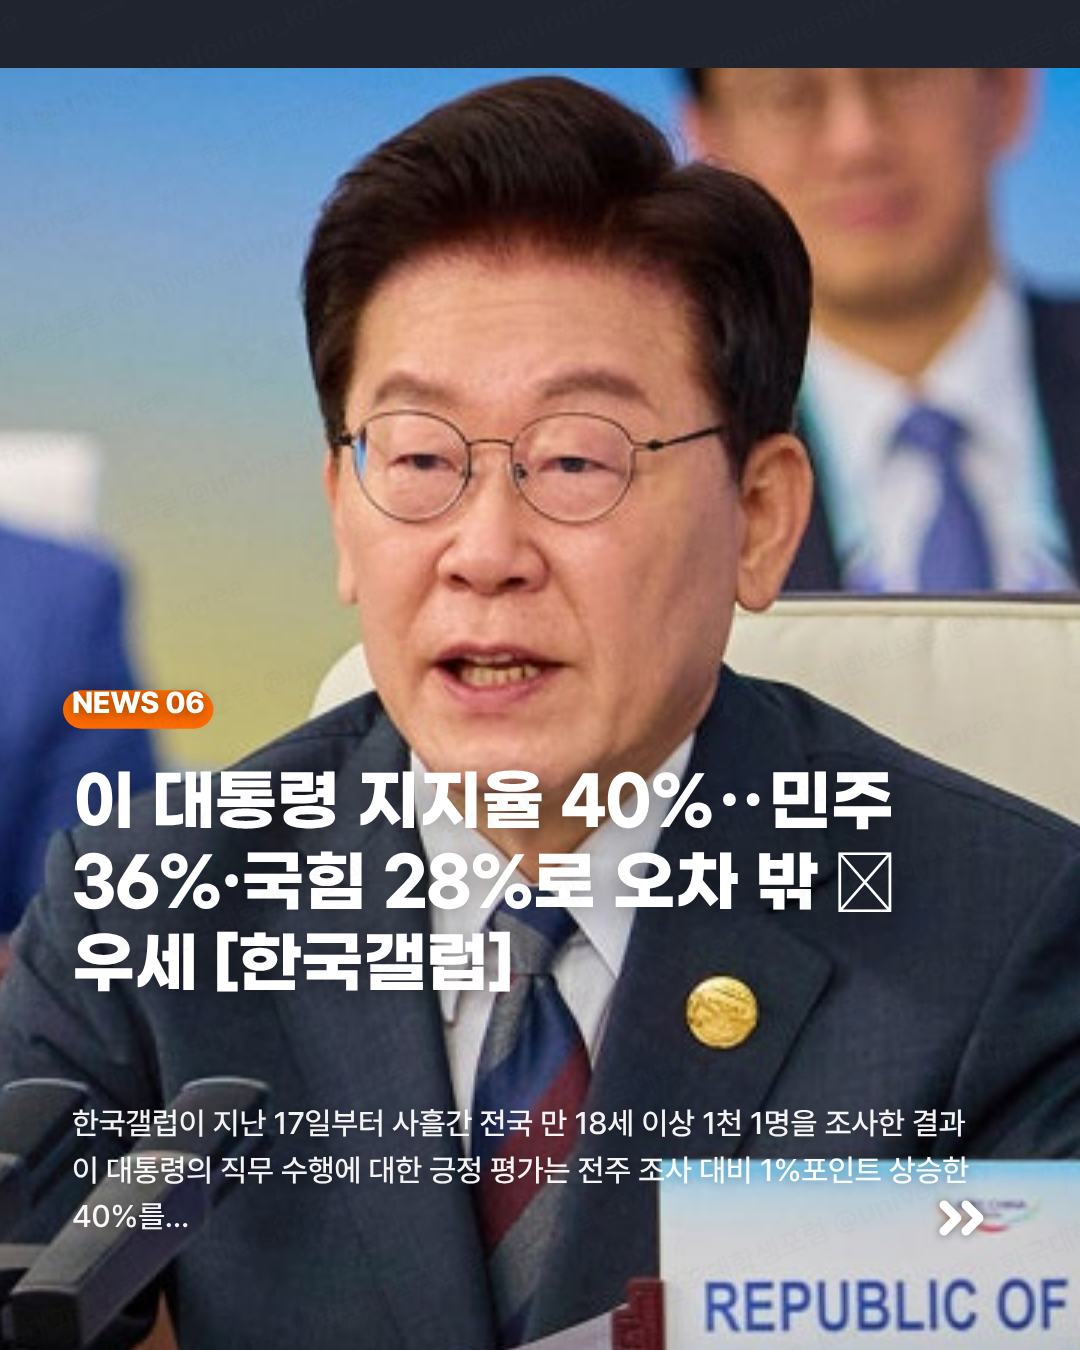 NEWS 06
이 대통령 지지율 40%··민주
36%·국힘 28%로 오차 밖
우세 [한국갤럽]
한국갤럽이 지난 17일부터 사흘간 전국 만 18세 이상 1천 1명을 조사한 결과
이 대통령의 직무 수행에 대한 긍정 평가는 전주 조사 대비 1%포인트 상승한
40%를...
CHINA
REPUBLIC OF